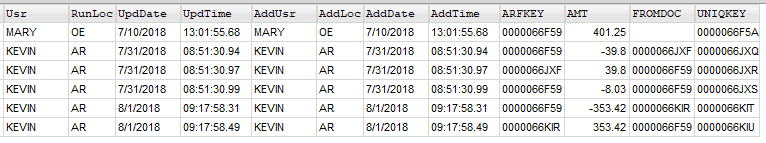 Usr RunLoc UpdDate UpdTime AddUsr AddLoc AddDate AddTime ARFKEY AMT FROMDOC UNIQKEY
MARY OE 7/10/2018 13:01:55.68 MARY OE 7/10/2018 13:01:55.68 0000066F59 401.25 0000066F5A
KEVIN AR 7/31/2018 08:51:30.94 KEVIN AR 7/31/2018 08:51:30.94 0000066F59 -39.8 0000066JXF 0000066JXQ
KEVIN AR 7/31/2018 08:51:30.97 KEVIN AR 7/31/2018 08:51:30.97 0000066JXF 39.8 0000066F59 0000066JXR
KEVIN AR 7/31/2018 08:51:30.99 KEVIN AR 7/31/2018 08:51:30.99 0000066F59 -8.03 0000066F59 0000066JXS
KEVIN AR 8/1/2018 09:17:58.31 KEVIN AR 8/1/2018 09:17:58.31 0000066F59 -353.42 0000066KIR 0000066KIT
KEVIN AR 8/1/2018 09:17:58.49 KEVIN AR 8/1/2018 09:17:58.49 0000066KIR 353.42 0000066F59 0000066KIU